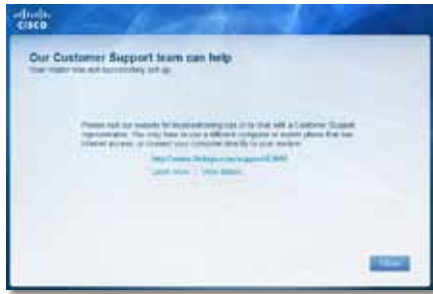 CISCO
Our Customer Support team can help
Your router was not successfully set up.
Please visit our website for troubleshooting tips or to chat with a Customer Support
representative. You may have to use a different computer or mobile phone that has
Internet access, or connect your computer directly to your modem.
Learn more | View details